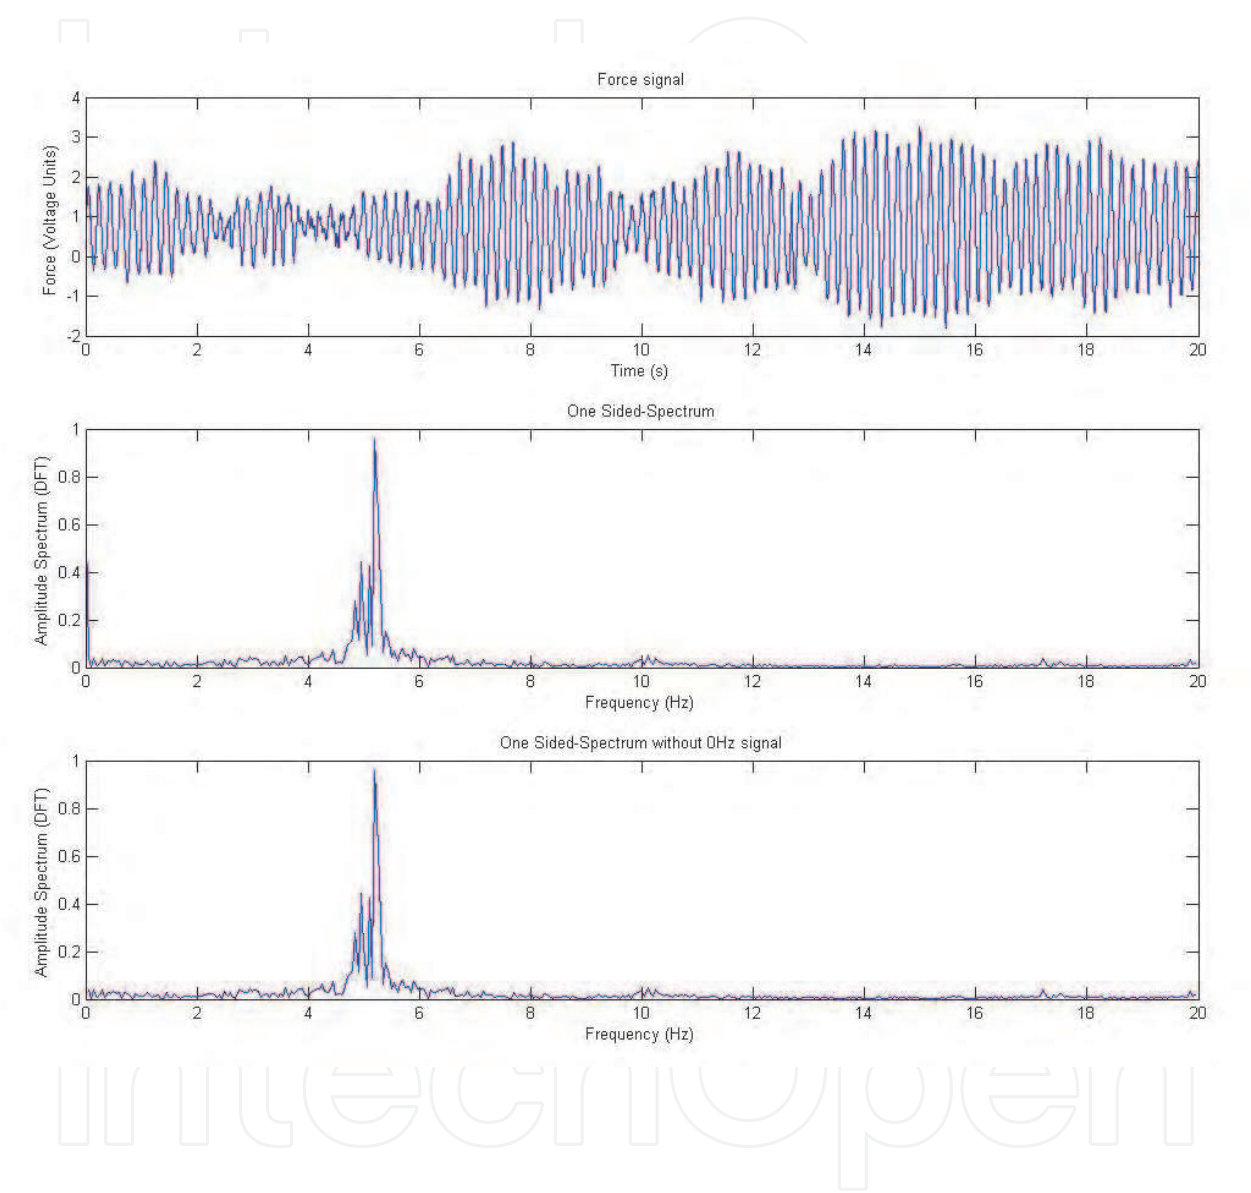 Force signal
Force (Voltage Units)
4
3
2
1
0
-1
-2
0 2 4 6 8 10 12 14 16 18 20
Time (s)
One Sided-Spectrum
Amplitude Spectrum (DFT)
1
0.8
0.6
0.4
0.2
0
0 2 4 6 8 10 12 14 16 18 20
Frequency (Hz)
One Sided-Spectrum without 0Hz signal
Amplitude Spectrum (DFT)
1
0.8
0.6
0.4
0.2
0
0 2 4 6 8 10 12 14 16 18 20
Frequency (Hz)
intechopen